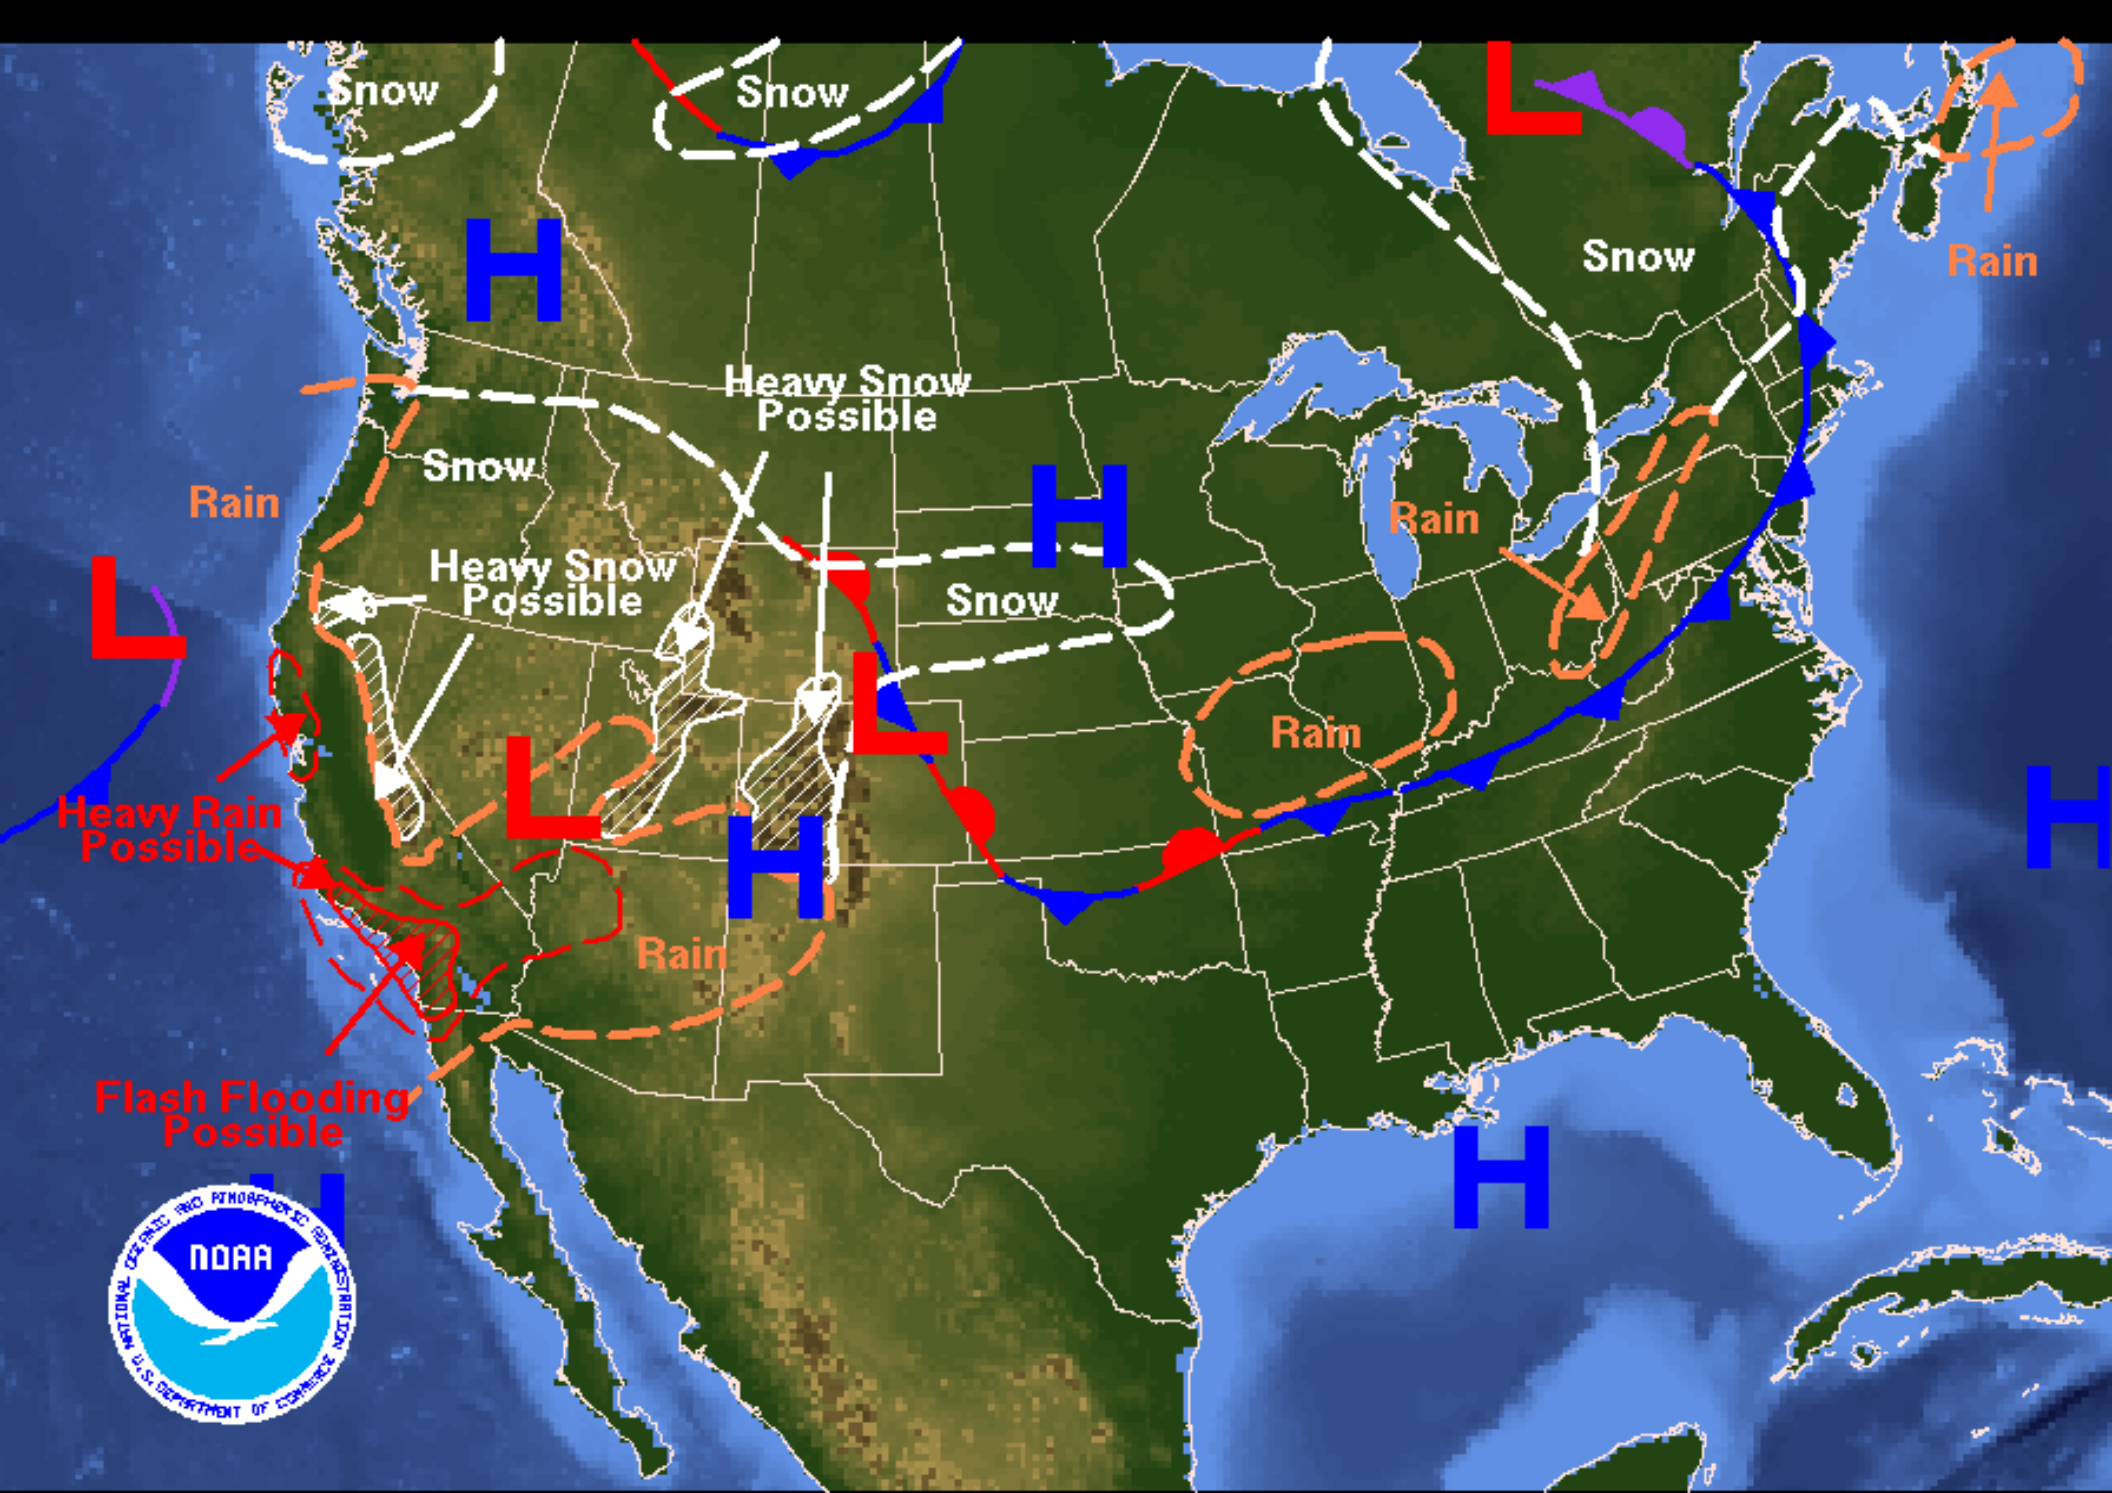 Snow
Snow
L
Snow
Rain
H
Heavy Snow
Possible
Snow
Rain
H
Rain
Heavy Snow
Possible
Snow
L
L
Rain
L
H
Heavy Rain
Possible
H
Rain
Flash Flooding
Possible
H
H
NATIONAL OCEANIC AND ATMOSPHERIC ADMINISTRATION
NOAA
U.S. DEPARTMENT OF COMMERCE